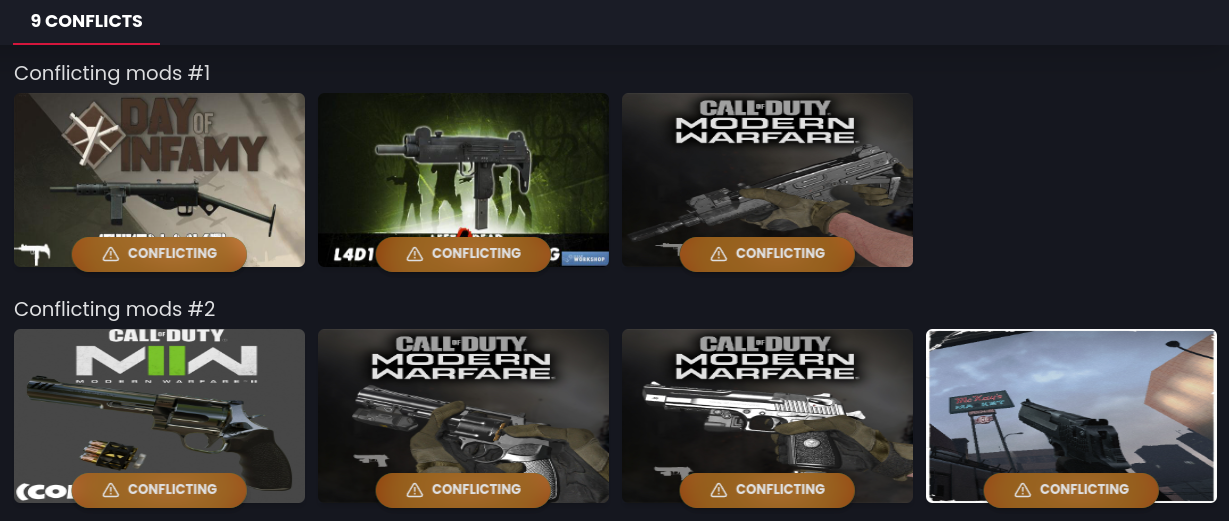 9 CONFLICTS
Conflicting mods #1
DAY
OF
INFAMY
CONFLICTING
L4D1
G
WORKSHOP
CONFLICTING
CALL OF DUTY
MODERN
WARFARE
CONFLICTING
Conflicting mods #2
CALL OF DUTY
MWII
MODERN WARFARE II
CONFLICTING
CALL OF DUTY
MODERN
WARFARE
CONFLICTING
CALL OF DUTY
MODERN
WARFARE
CONFLICTING
CONFLICTING